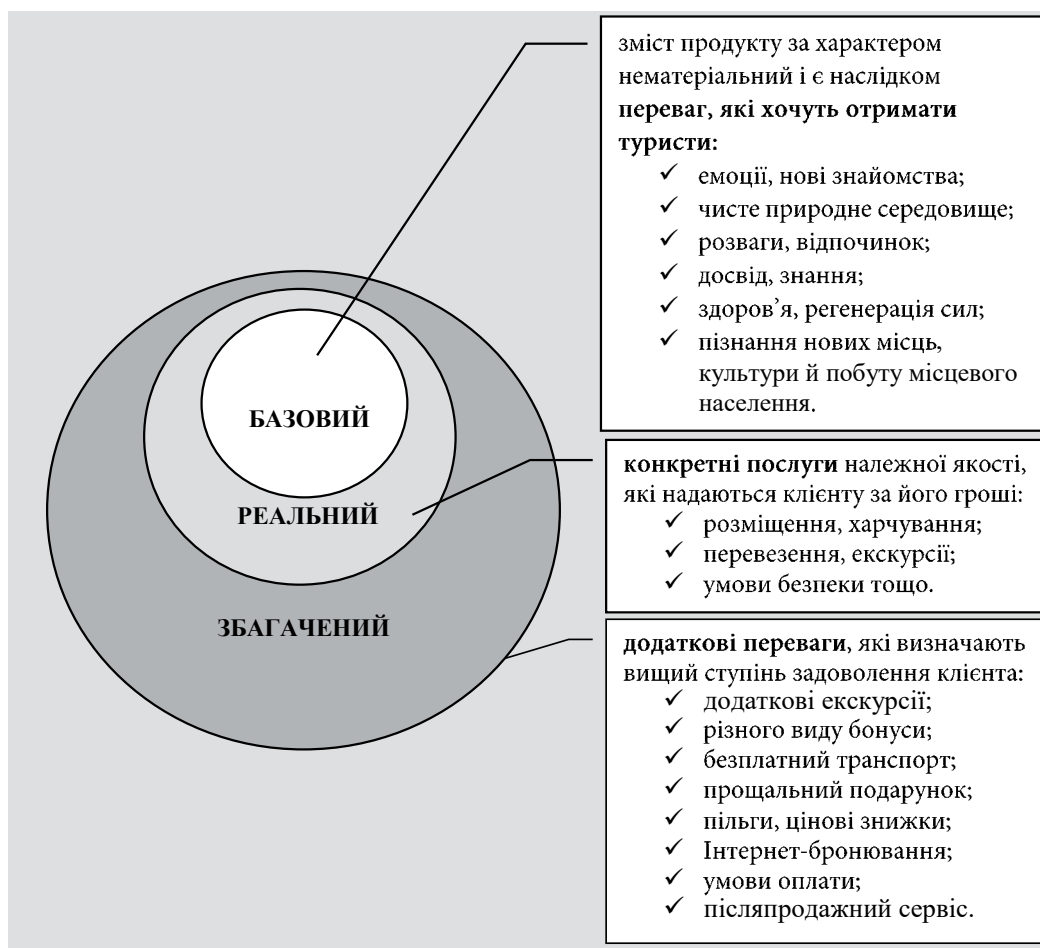 зміст продукту за характером
нематеріальний і є наслідком
переваг, які хочуть отримати
туристи:
✓ емоції, нові знайомства;
✓ чисте природне середовище;
✓ розваги, відпочинок;
✓ досвід, знання;
✓ здоров’я, регенерація сил;
✓ пізнання нових місць,
культури й побуту місцевого
населення.
БАЗОВИЙ
РЕАЛЬНИЙ
ЗБАГАЧЕНИЙ
конкретні послуги належної якості,
які надаються клієнту за його гроші:
✓ розміщення, харчування;
✓ перевезення, екскурсії;
✓ умови безпеки тощо.
додаткові переваги, які визначають
вищий ступінь задоволення клієнта:
✓ додаткові екскурсії;
✓ різного виду бонуси;
✓ безплатний транспорт;
✓ прощальний подарунок;
✓ пільги, цінові знижки;
✓ Інтернет-бронювання;
✓ умови оплати;
✓ післяпродажний сервіс.